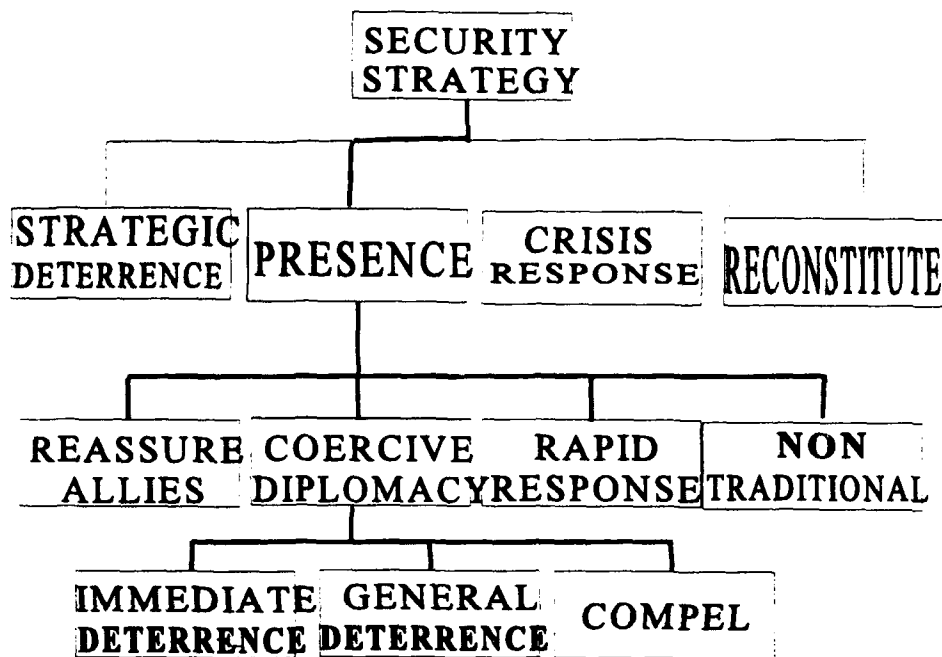 SECURITY
STRATEGY
STRATEGIC
DETERRENCE
PRESENCE
CRISIS
RESPONSE
RECONSTITUTE
REASSURE
ALLIES
COERCIVE
DIPLOMACY
RAPID
RESPONSE
NON
TRADITIONAL
IMMEDIATE
DETERRENCE
GENERAL
DETERRENCE
COMPEL